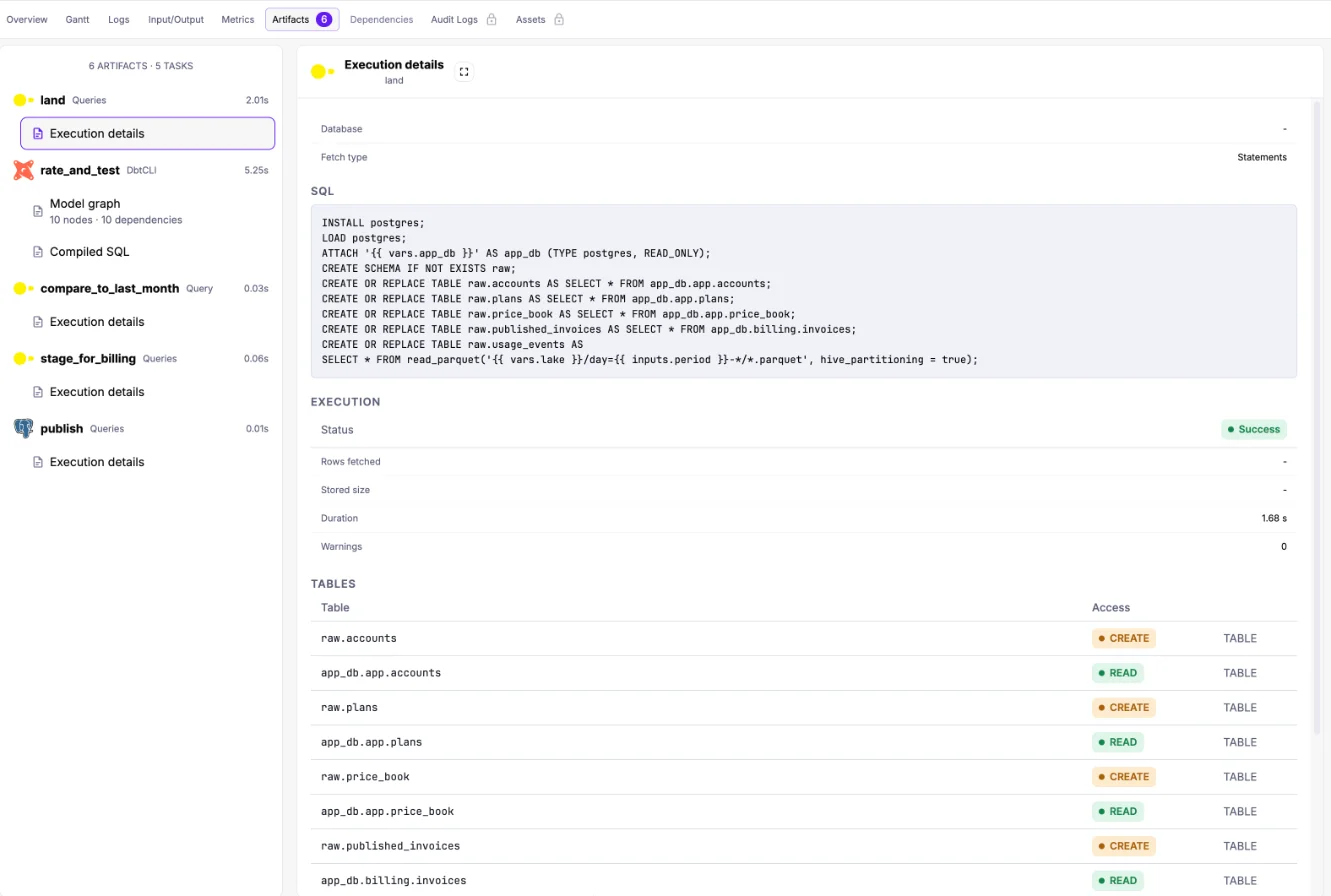 Overview Gantt Logs Input/Output Metrics Artifacts 6 Dependencies Audit Logs Assets
6 ARTIFACTS · 5 TASKS
land Queries 2.01s
Execution details
rate_and_test DbtCLI 5.25s
Model graph
10 nodes · 10 dependencies
Compiled SQL
compare_to_last_month Query 0.03s
Execution details
stage_for_billing Queries 0.06s
Execution details
publish Queries 0.01s
Execution details
Execution details
land
Database -
Fetch type Statements
SQL
INSTALL postgres;
LOAD postgres;
ATTACH '{{ vars.app_db }}' AS app_db (TYPE postgres, READ_ONLY);
CREATE SCHEMA IF NOT EXISTS raw;
CREATE OR REPLACE TABLE raw.accounts AS SELECT * FROM app_db.app.accounts;
CREATE OR REPLACE TABLE raw.plans AS SELECT * FROM app_db.app.plans;
CREATE OR REPLACE TABLE raw.price_book AS SELECT * FROM app_db.app.price_book;
CREATE OR REPLACE TABLE raw.published_invoices AS SELECT * FROM app_db.billing.invoices;
CREATE OR REPLACE TABLE raw.usage_events AS
SELECT * FROM read_parquet('{{ vars.lake }}/day={{ inputs.period }}-*/*.parquet', hive_partitioning = true);
EXECUTION
Status Success
Rows fetched -
Stored size -
Duration 1.68 s
Warnings 0
TABLES
Table Access
raw.accounts CREATE TABLE
app_db.app.accounts READ TABLE
raw.plans CREATE TABLE
app_db.app.plans READ TABLE
raw.price_book CREATE TABLE
app_db.app.price_book READ TABLE
raw.published_invoices CREATE TABLE
app_db.billing.invoices READ TABLE